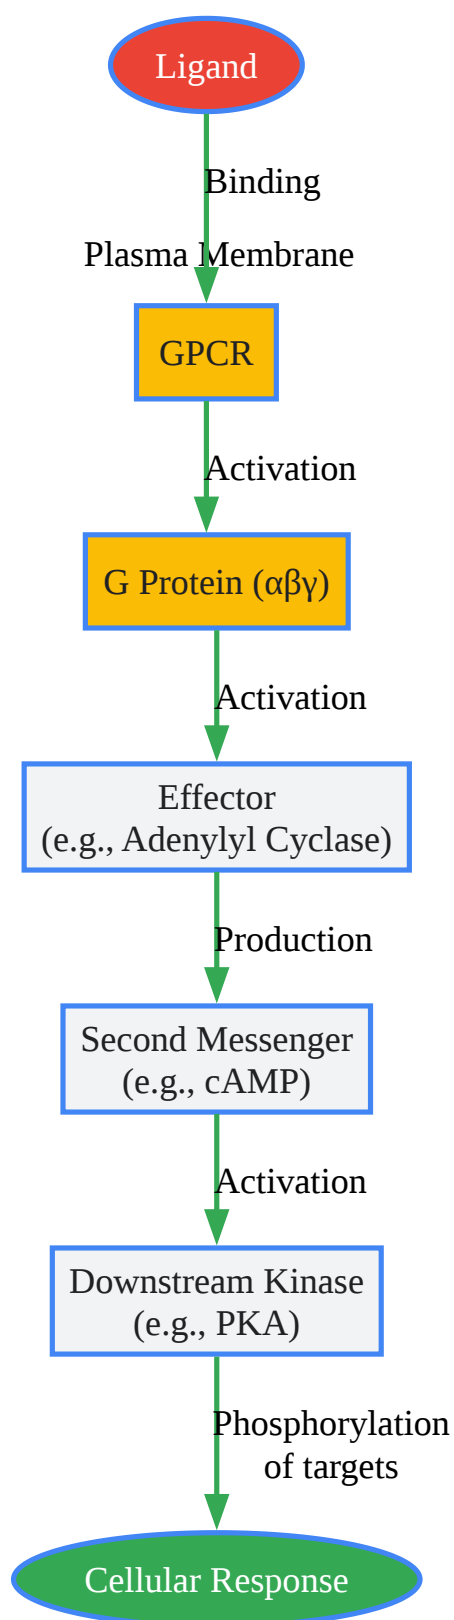 Ligand
Binding
Plasma Membrane
GPCR
Activation
G Protein (αβγ)
Activation
Effector
(e.g., Adenylyl Cyclase)
Production
Second Messenger
(e.g., cAMP)
Activation
Downstream Kinase
(e.g., PKA)
Phosphorylation
of targets
Cellular Response